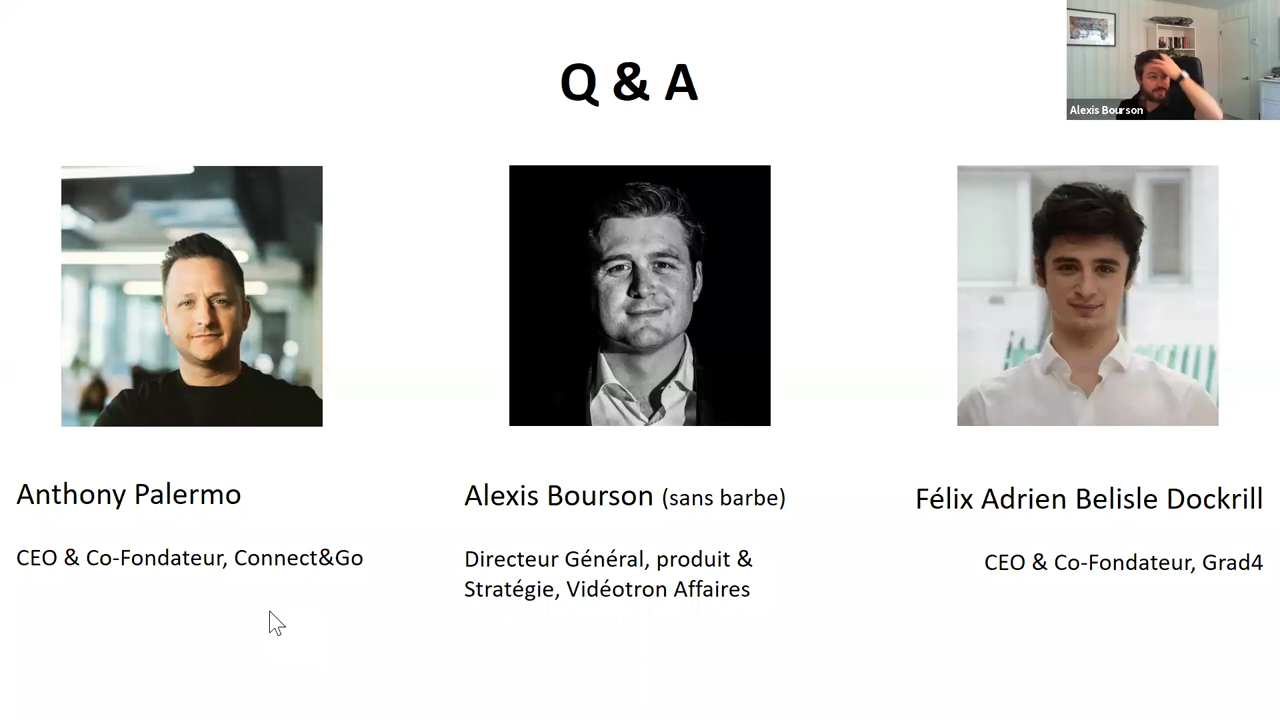 Q & A
Alexis Bourson
Anthony Palermo
CEO & Co-Fondateur, Connect&Go
Alexis Bourson (sans barbe)
Directeur Général, produit &
Stratégie, Vidéotron Affaires
Félix Adrien Belisle Dockrill
CEO & Co-Fondateur, Grad4